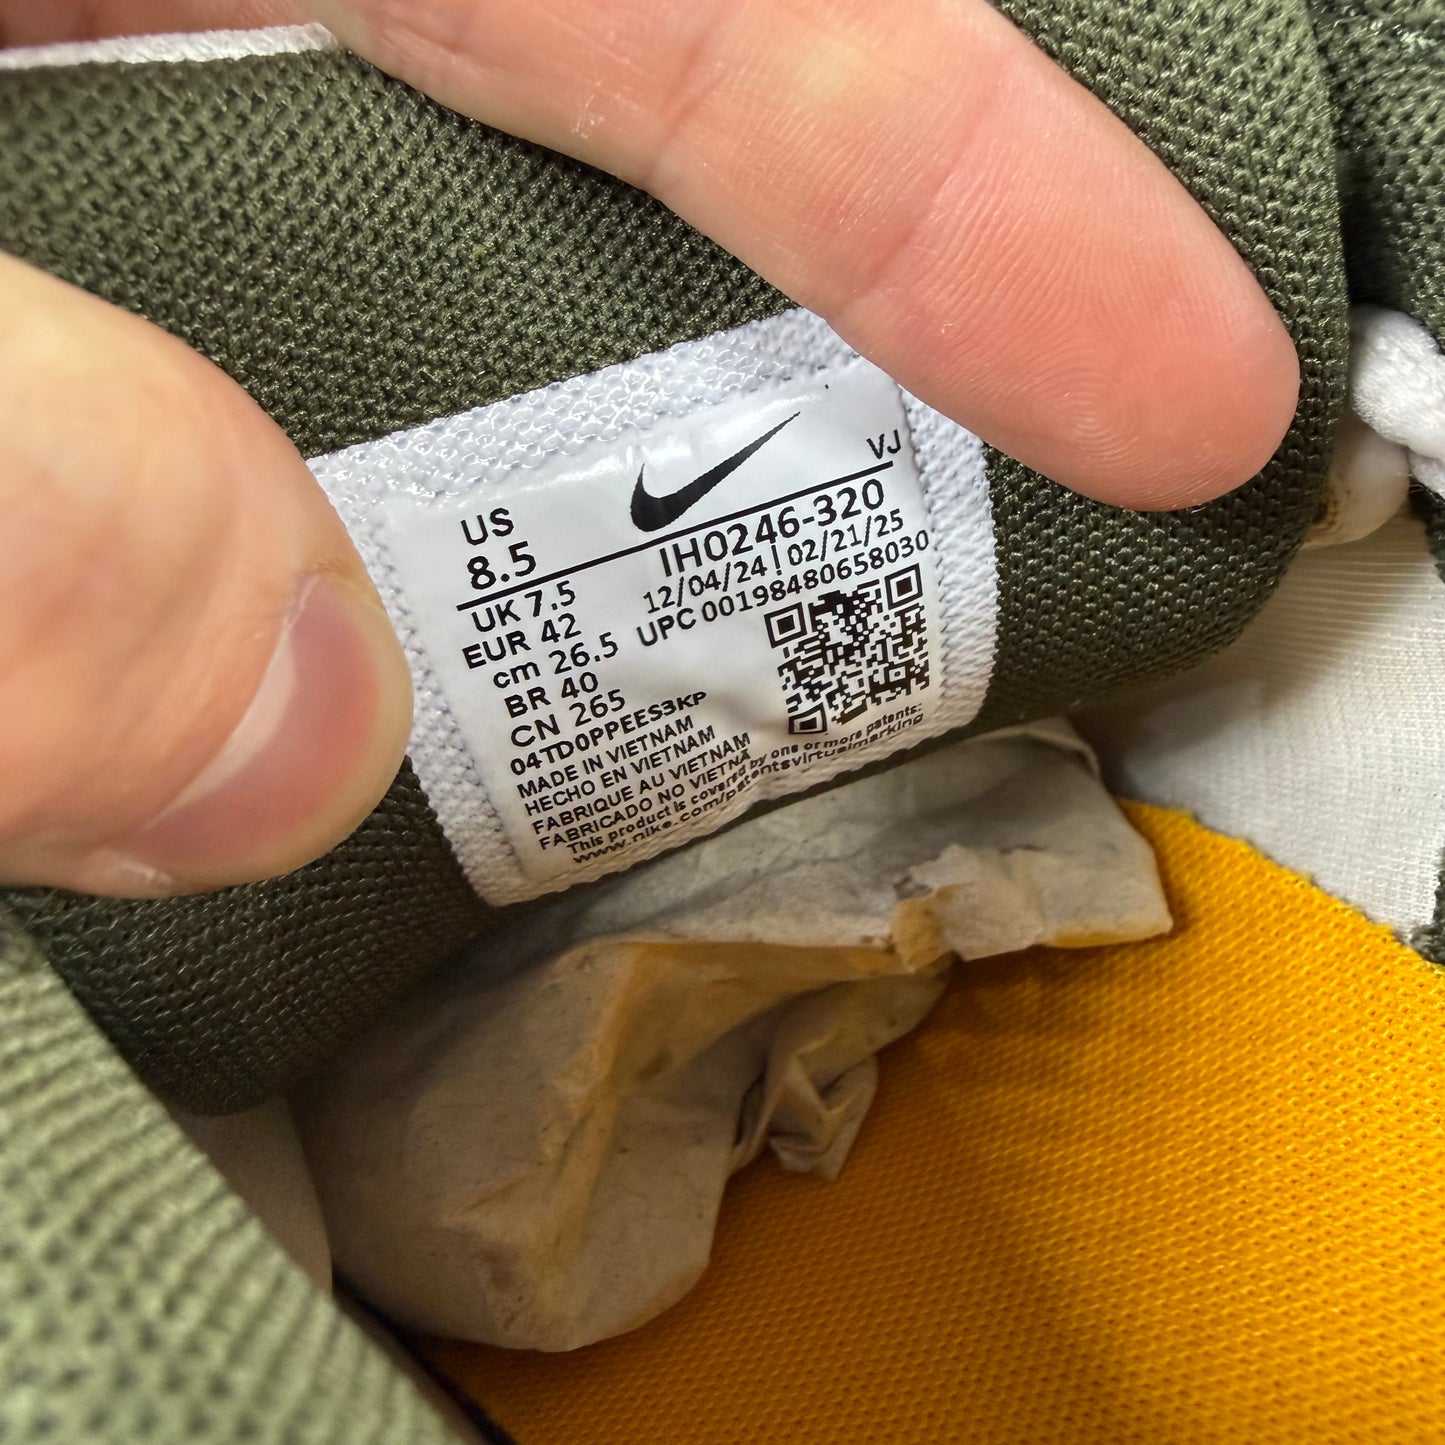 VJ
US
8.5
IH0246-320
12/04/24 | 02/21/25
UPC 00198480658030
UK 7.5
EUR 42
cm 26.5
BR 40
CN 265
04TD0PPEES3KP
MADE IN VIETNAM
HECHO EN VIETNAM
FABRIQUE AU VIETNAM
FABRICADO NO VIETNÃ
This product is covered by one or more patents:
www.nike.com/patentsvirtualmarking